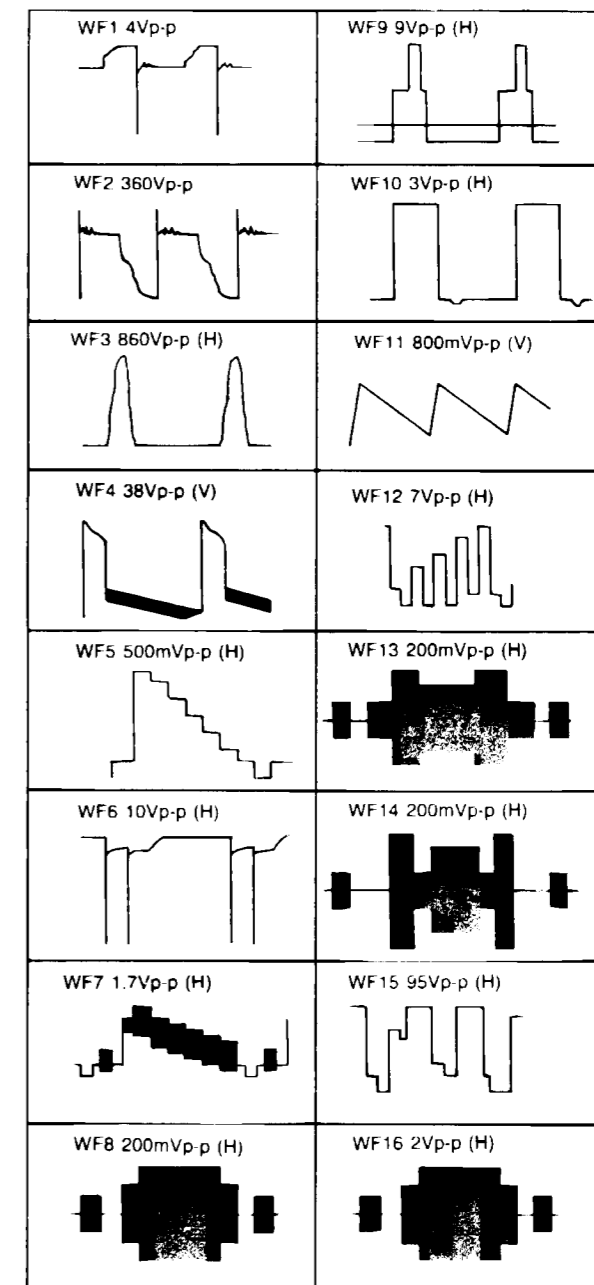 WF1 4Vp-p
WF9 9Vp-p (H)
WF2 360Vp-p
WF10 3Vp-p (H)
WF3 860Vp-p (H)
WF11 800mVp-p (V)
WF4 38Vp-p (V)
WF12 7Vp-p (H)
WF5 500mVp-p (H)
WF13 200mVp-p (H)
WF6 10Vp-p (H)
WF14 200mVp-p (H)
WF7 1.7Vp-p (H)
WF15 95Vp-p (H)
WF8 200mVp-p (H)
WF16 2Vp-p (H)